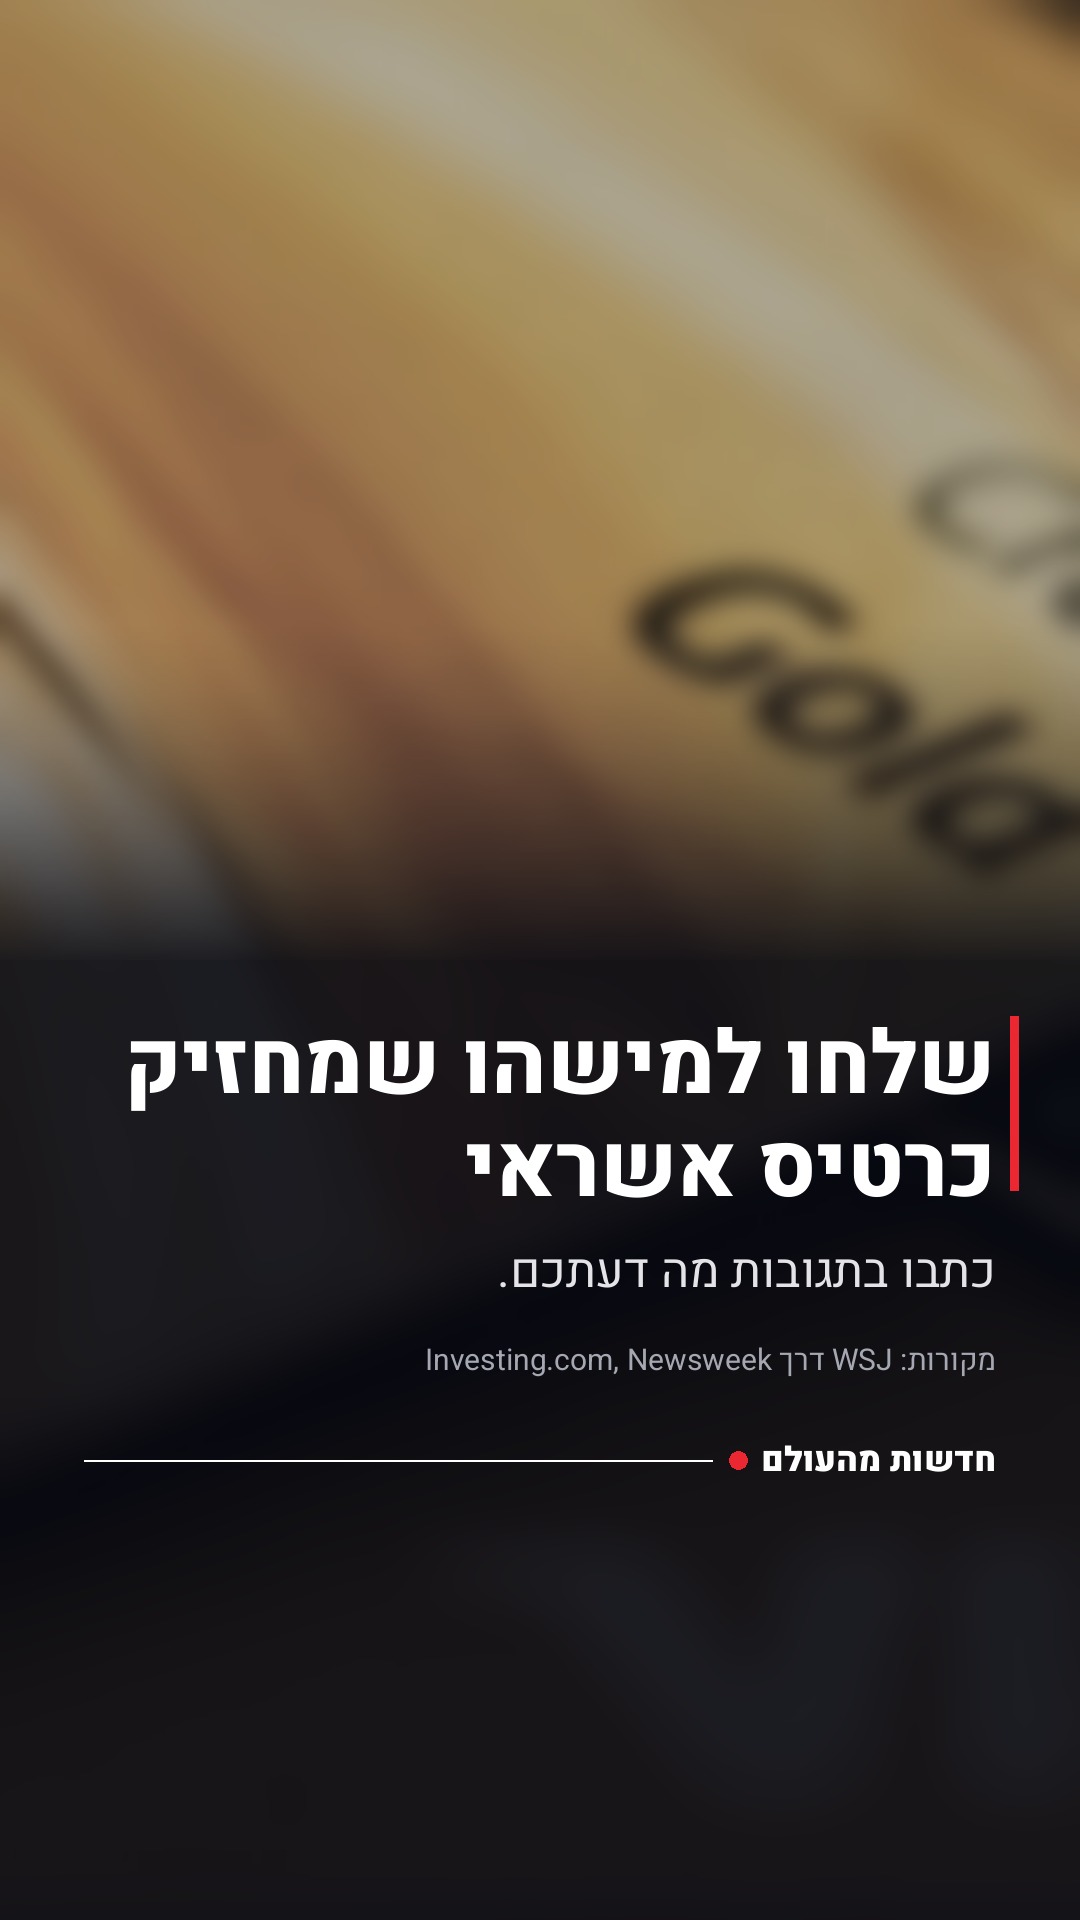 Gold
שלחו למישהו שמחזיק
כרטיס אשראי
כתבו בתגובות מה דעתכם.
מקורות: WSJ דרך Investing.com, Newsweek
חדשות מהעולם